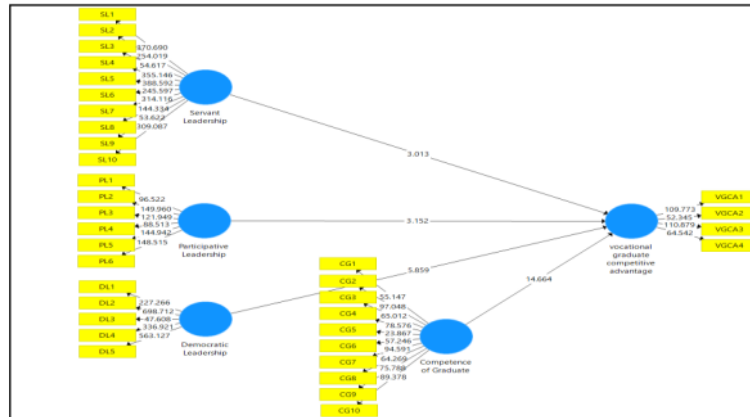 SL1
SL2
SL3
SL4
SL5
SL6
SL7
SL8
SL9
SL10
370.690
254.019
54.617
355.146
388.592
245.597
314.116
144.334
53.622
309.087
Servant
Leadership
3.013
PL1
PL2
PL3
PL4
PL5
PL6
96.522
149.960
121.949
88.513
144.942
148.515
Participative
Leadership
3.152
DL1
DL2
DL3
DL4
DL5
227.266
698.712
47.608
336.921
563.127
Democratic
Leadership
5.859
CG1
CG2
CG3
CG4
CG5
CG6
CG7
CG8
CG9
CG10
55.147
97.048
65.012
78.576
23.867
57.246
94.591
64.269
75.788
89.378
Competence
of Graduate
14.664
vocational
graduate
competitive
advantage
109.773
52.345
110.879
64.542
VGCA1
VGCA2
VGCA3
VGCA4